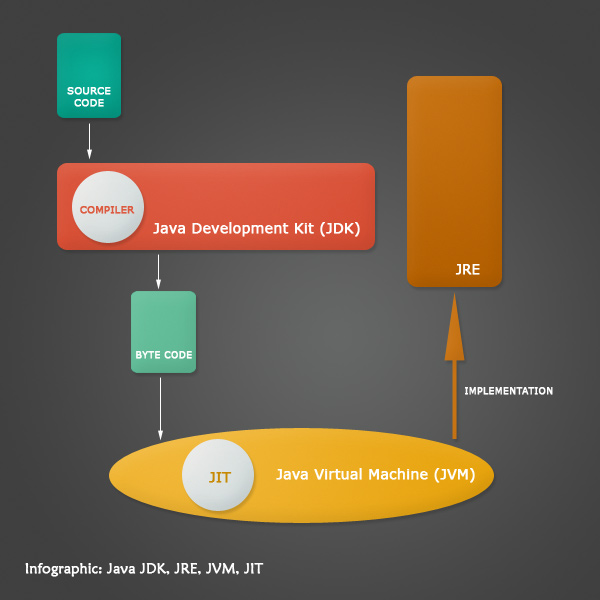 SOURCE
CODE
COMPILER
Java Development Kit (JDK)
JRE
BYTE CODE
IMPLEMENTATION
JIT
Java Virtual Machine (JVM)
Infographic: Java JDK, JRE, JVM, JIT